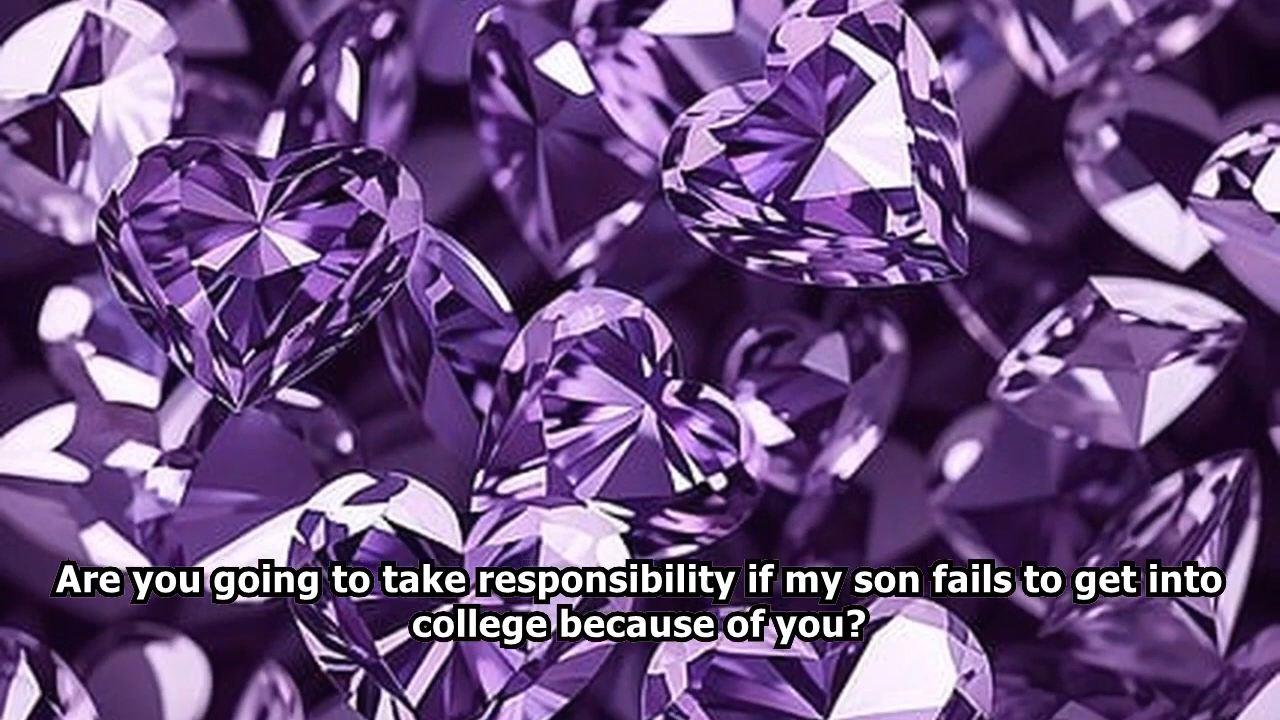 Are you going to take responsibility if my son fails to get into
college because of you?